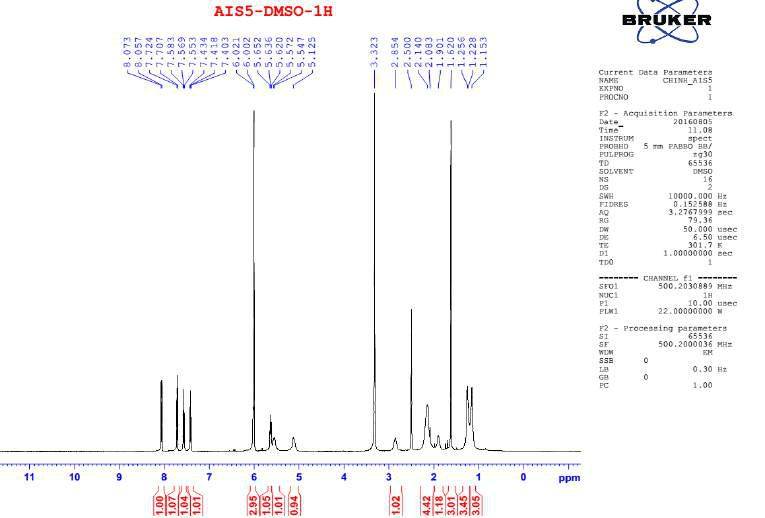 AIS5-DMSO-1H
8.073
8.057
7.724
7.707
7.583
7.569
7.553
7.434
7.418
7.403
6.021
6.002
5.652
5.636
5.620
5.572
5.547
5.125
3.323
2.854
2.500
2.140
2.083
1.901
1.620
1.256
1.228
1.153
BRUKER
Current Data Parameters
NAME CHINH_AIS5
EXPNO 1
PROCNO 1
F2 - Acquisition Parameters
Date_ 20160805
Time 11.08
INSTRUM spect
PROBHD 5 mm PABBO BB/
PULPROG zg30
TD 65536
SOLVENT DMSO
NS 16
DS 2
SWH 10000.000 Hz
FIDRES 0.152588 Hz
AQ 3.2767999 sec
RG 79.36
DW 50.000 usec
DE 6.50 usec
TE 301.7 K
D1 1.00000000 sec
TD0 1
======== CHANNEL f1 ========
SFO1 500.2030889 MHz
NUC1 1H
P1 10.00 usec
PLW1 22.00000000 W
F2 - Processing parameters
SI 65536
SF 500.2000036 MHz
WDW EM
SSB 0
LB 0.30 Hz
GB 0
PC 1.00
11 10 9 8 7 6 5 4 3 2 1 0 ppm
1.00
1.07
1.04
1.01
2.95
1.05
1.01
0.94
1.02
4.42
1.18
3.01
3.45
3.05